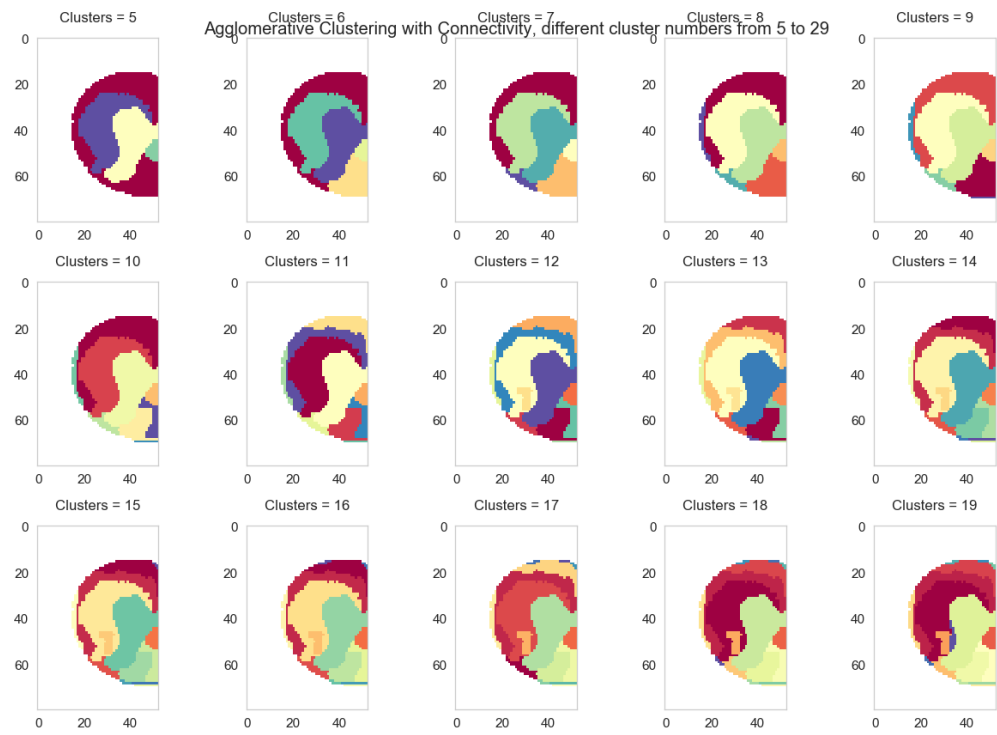 Clusters = 5 Clusters = 6 Clusters = 7 Clusters = 8 Clusters = 9
Agglomerative Clustering with Connectivity, different cluster numbers from 5 to 29
0 0 0 0 0
20 20 20 20 20
40 40 40 40 40
60 60 60 60 60
0 20 40 0 20 40 0 20 40 0 20 40 0 20 40
Clusters = 10 Clusters = 11 Clusters = 12 Clusters = 13 Clusters = 14
0 0 0 0 0
20 20 20 20 20
40 40 40 40 40
60 60 60 60 60
0 20 40 0 20 40 0 20 40 0 20 40 0 20 40
Clusters = 15 Clusters = 16 Clusters = 17 Clusters = 18 Clusters = 19
0 0 0 0 0
20 20 20 20 20
40 40 40 40 40
60 60 60 60 60
0 20 40 0 20 40 0 20 40 0 20 40 0 20 40